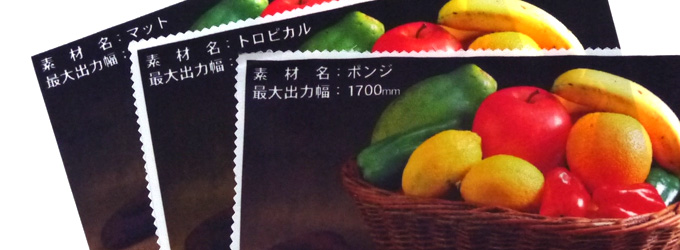 素 材 名：マット
最大出力幅：
素 材 名：トロピカル
最大出力幅：
素 材 名：ポンジ
最大出力幅：1700mm